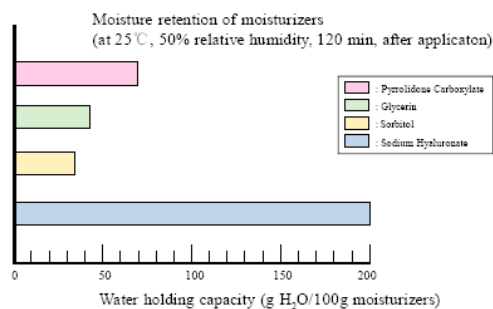 Moisture retention of moisturizers
(at 25℃, 50% relative humidity, 120 min, after applicaton)
: Pyrrolidone Carboxylate
: Glycerin
: Sorbitol
: Sodium Hyaluronate
0 50 100 150 200
Water holding capacity (g H₂O/100g moisturizers)